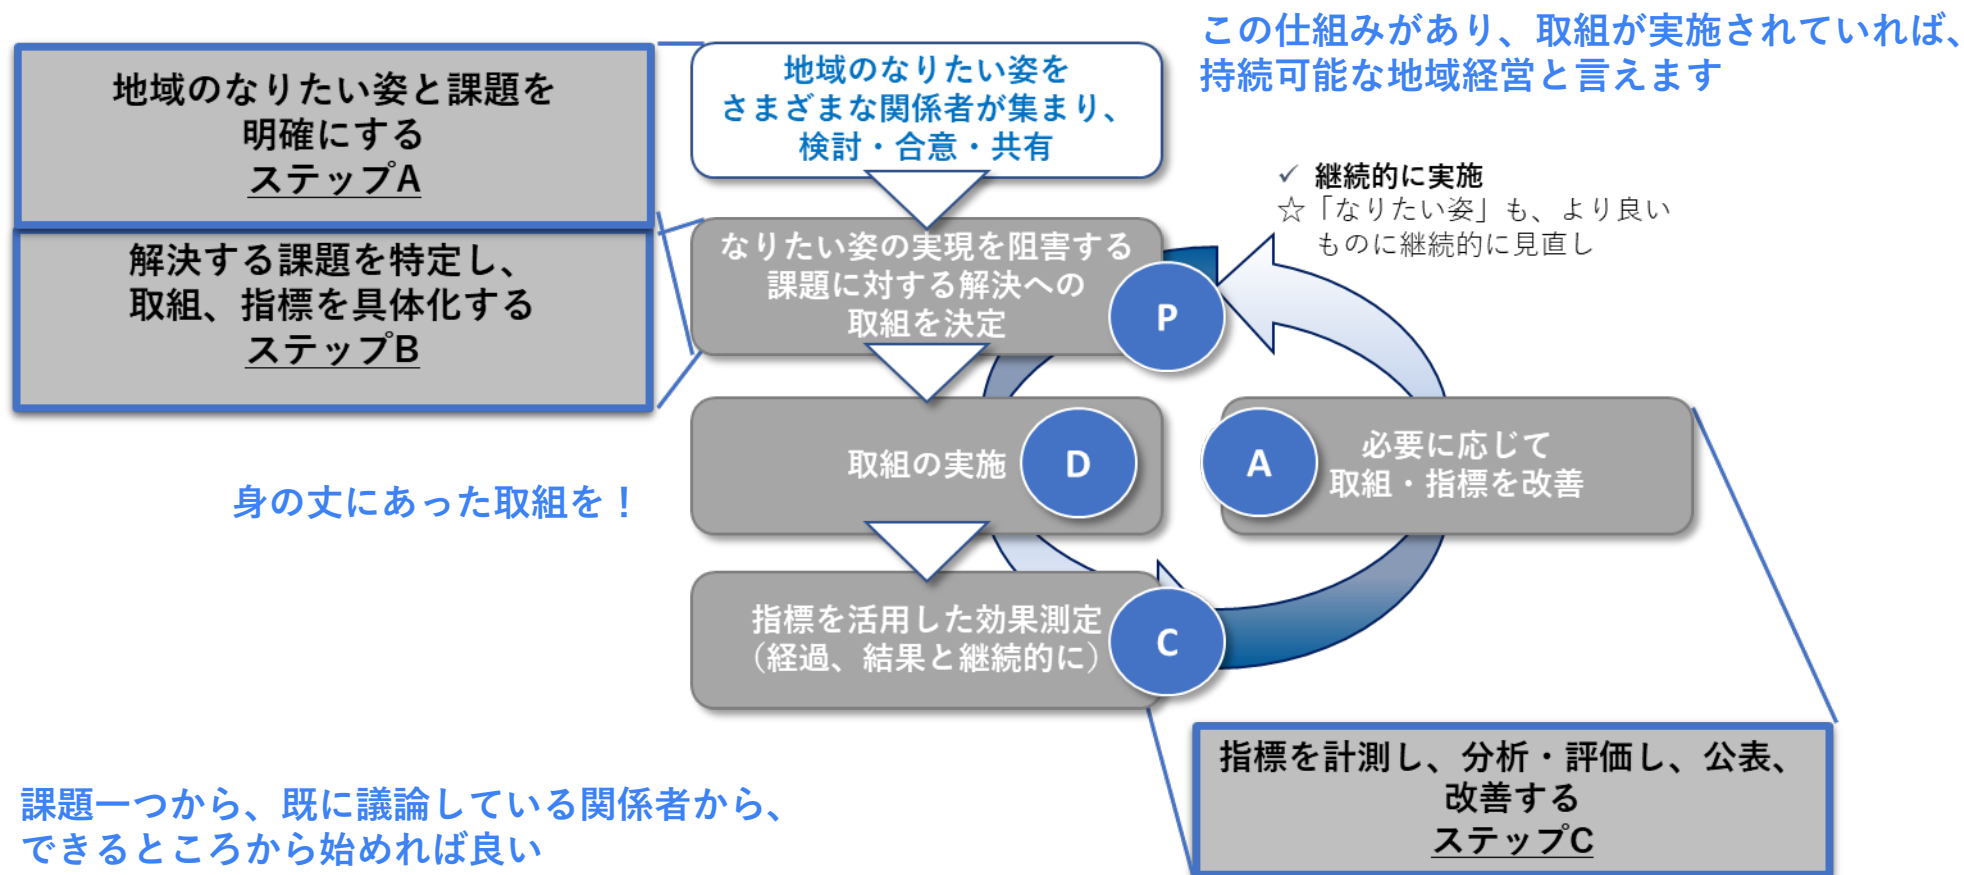 この仕組みがあり、取組が実施されていれば、
持続可能な地域経営と言えます
地域のなりたい姿と課題を
明確にする
ステップA
地域のなりたい姿を
さまざまな関係者が集まり、
検討・合意・共有
✓ 継続的に実施
☆「なりたい姿」も、より良い
ものに継続的に見直し
解決する課題を特定し、
取組、指標を具体化する
ステップB
なりたい姿の実現を阻害する
課題に対する解決への
取組を決定
P
取組の実施
D
A
必要に応じて
取組・指標を改善
身の丈にあった取組を！
指標を活用した効果測定
（経過、結果と継続的に）
C
指標を計測し、分析・評価し、公表、
改善する
ステップC
課題一つから、既に議論している関係者から、
できるところから始めれば良い